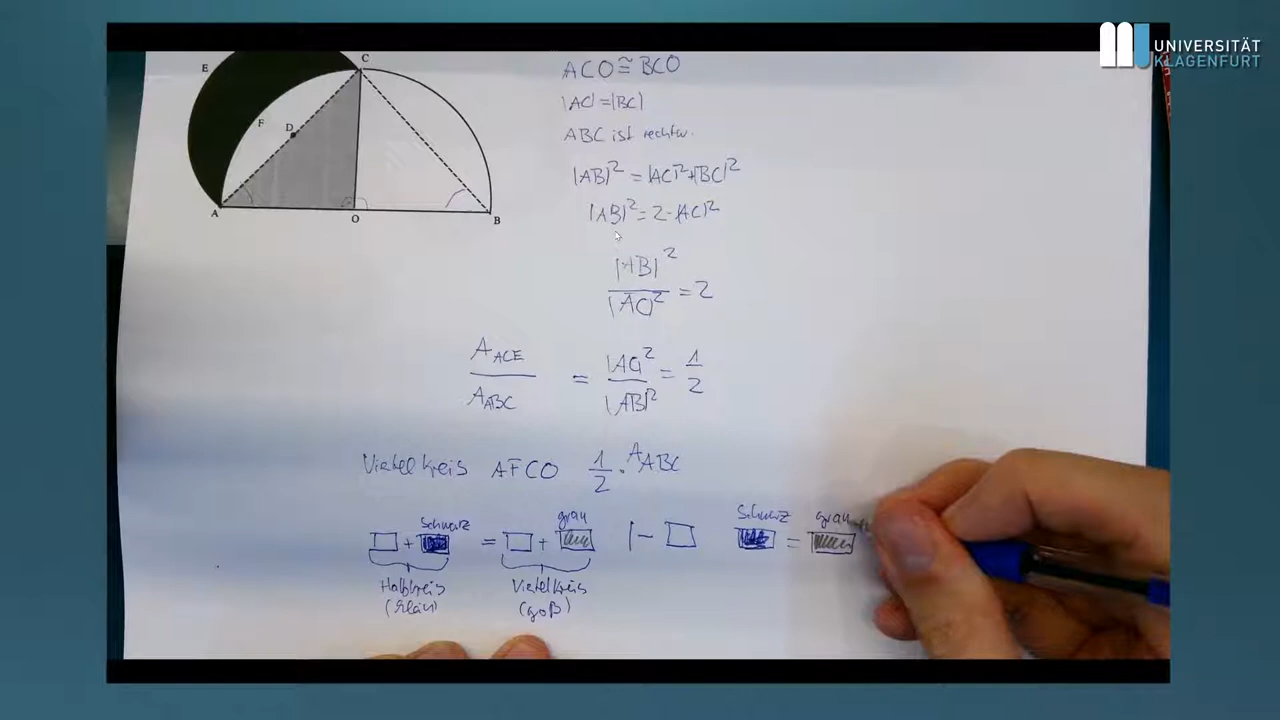 UNIVERSITÄT
KLAGENFURT
E
C
F
D
A
O
B
ACO ≅ BCO
|AC| = |BC|
ABC ist rechtw.
|AB|² = |AC|² + |BC|²
|AB|² = 2·|AC|²
|AB|²
|AC|² = 2
A_ACE
A_ABC
= |AC|²
|AB|² = 1
2
Viertelkreis AFCO 1/2 · A_ABC
Schwarz grau
+ = + | −
Schwarz = grau
Halbkreis Viertelkreis
(klein) (groß)